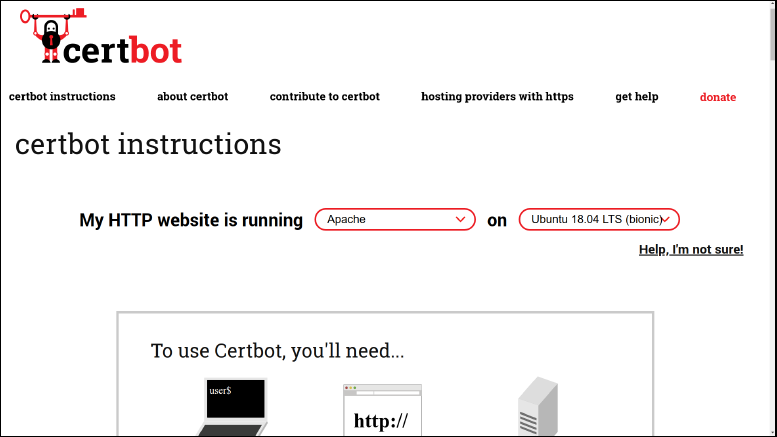 certbot
certbot instructions about certbot contribute to certbot hosting providers with https get help donate
certbot instructions
My HTTP website is running Apache on Ubuntu 18.04 LTS (bionic)
Help, I'm not sure!
To use Certbot, you'll need...
user$
http://